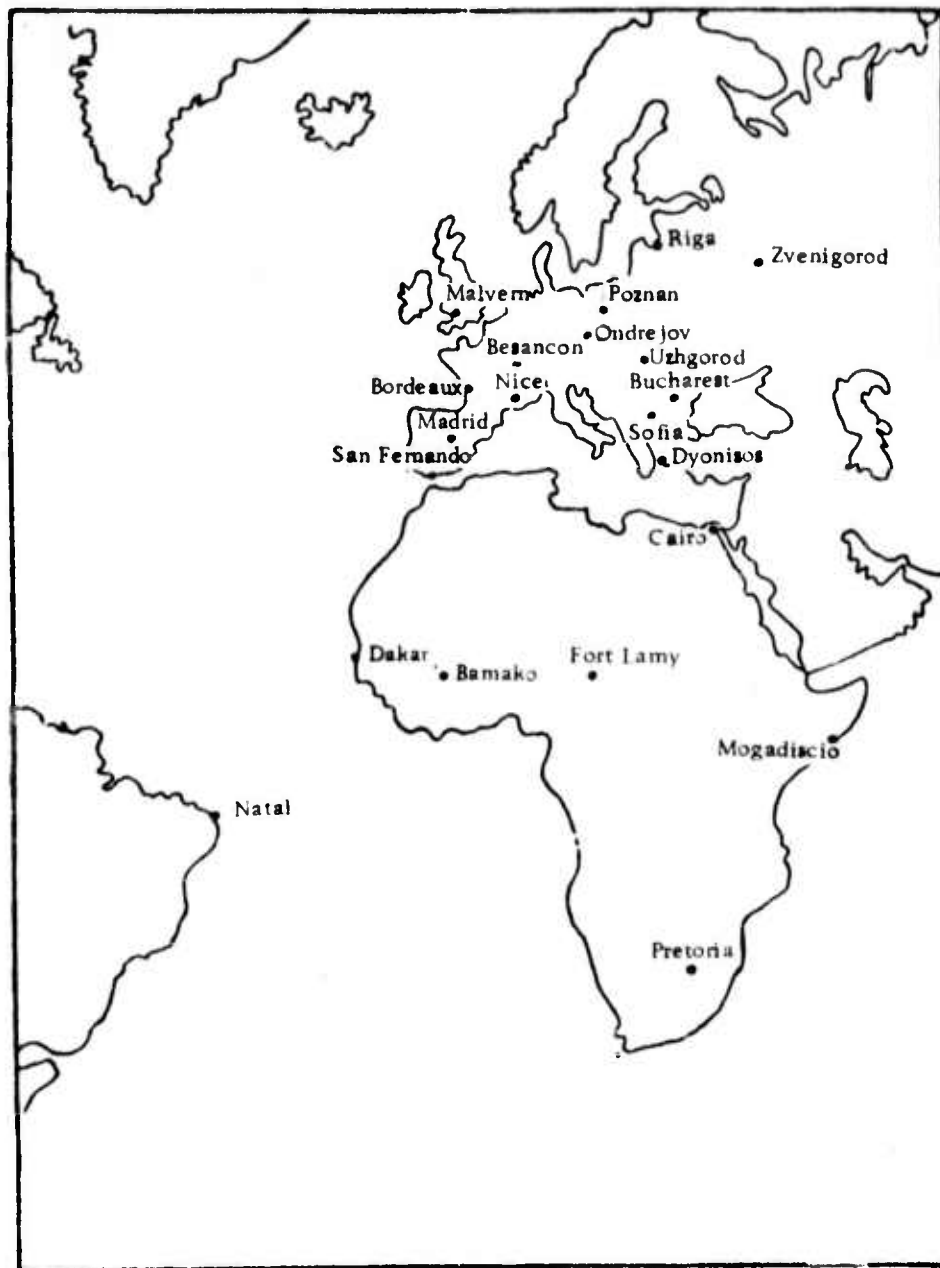 Riga
Zvenigorod
Malvern
Poznan
Ondrejov
Besancon
Uzhgorod
Bordeaux
Nice
Bucharest
Madrid
Sofia
San Fernando
Dyonisos
Cairo
Dakar
Bamako
Fort Lamy
Mogadiscio
Natal
Pretoria